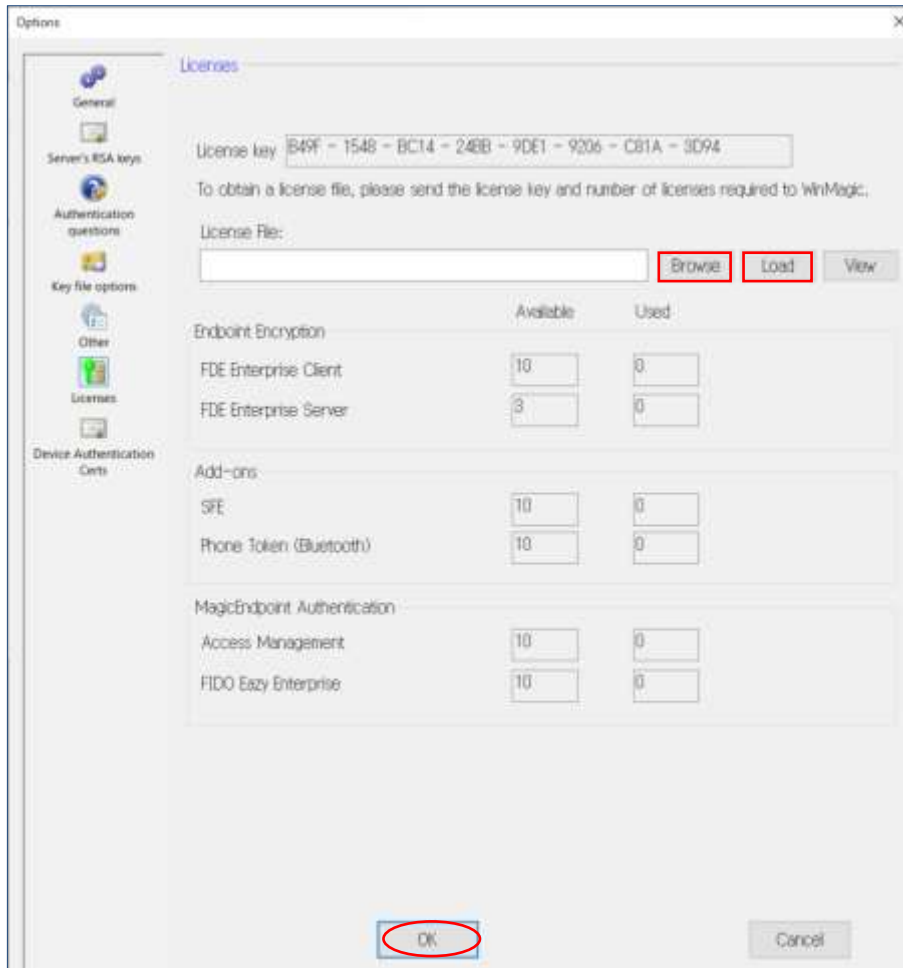 Options
General
Server's RSA keys
Authentication
questions
Key file options
Other
Licenses
Device Authentication
Certs
Licenses
License key B49F - 1548 - BC14 - 24BB - 9DE1 - 9206 - C81A - 3D94
To obtain a license file, please send the license key and number of licenses required to WinMagic.
License File:
Browse Load View
Available Used
Endpoint Encryption
FDE Enterprise Client 10 0
FDE Enterprise Server 3 0
Add-ons
SFE 10 0
Phone Token (Bluetooth) 10 0
MagicEndpoint Authentication
Access Management 10 0
FIDO Eazy Enterprise 10 0
OK Cancel